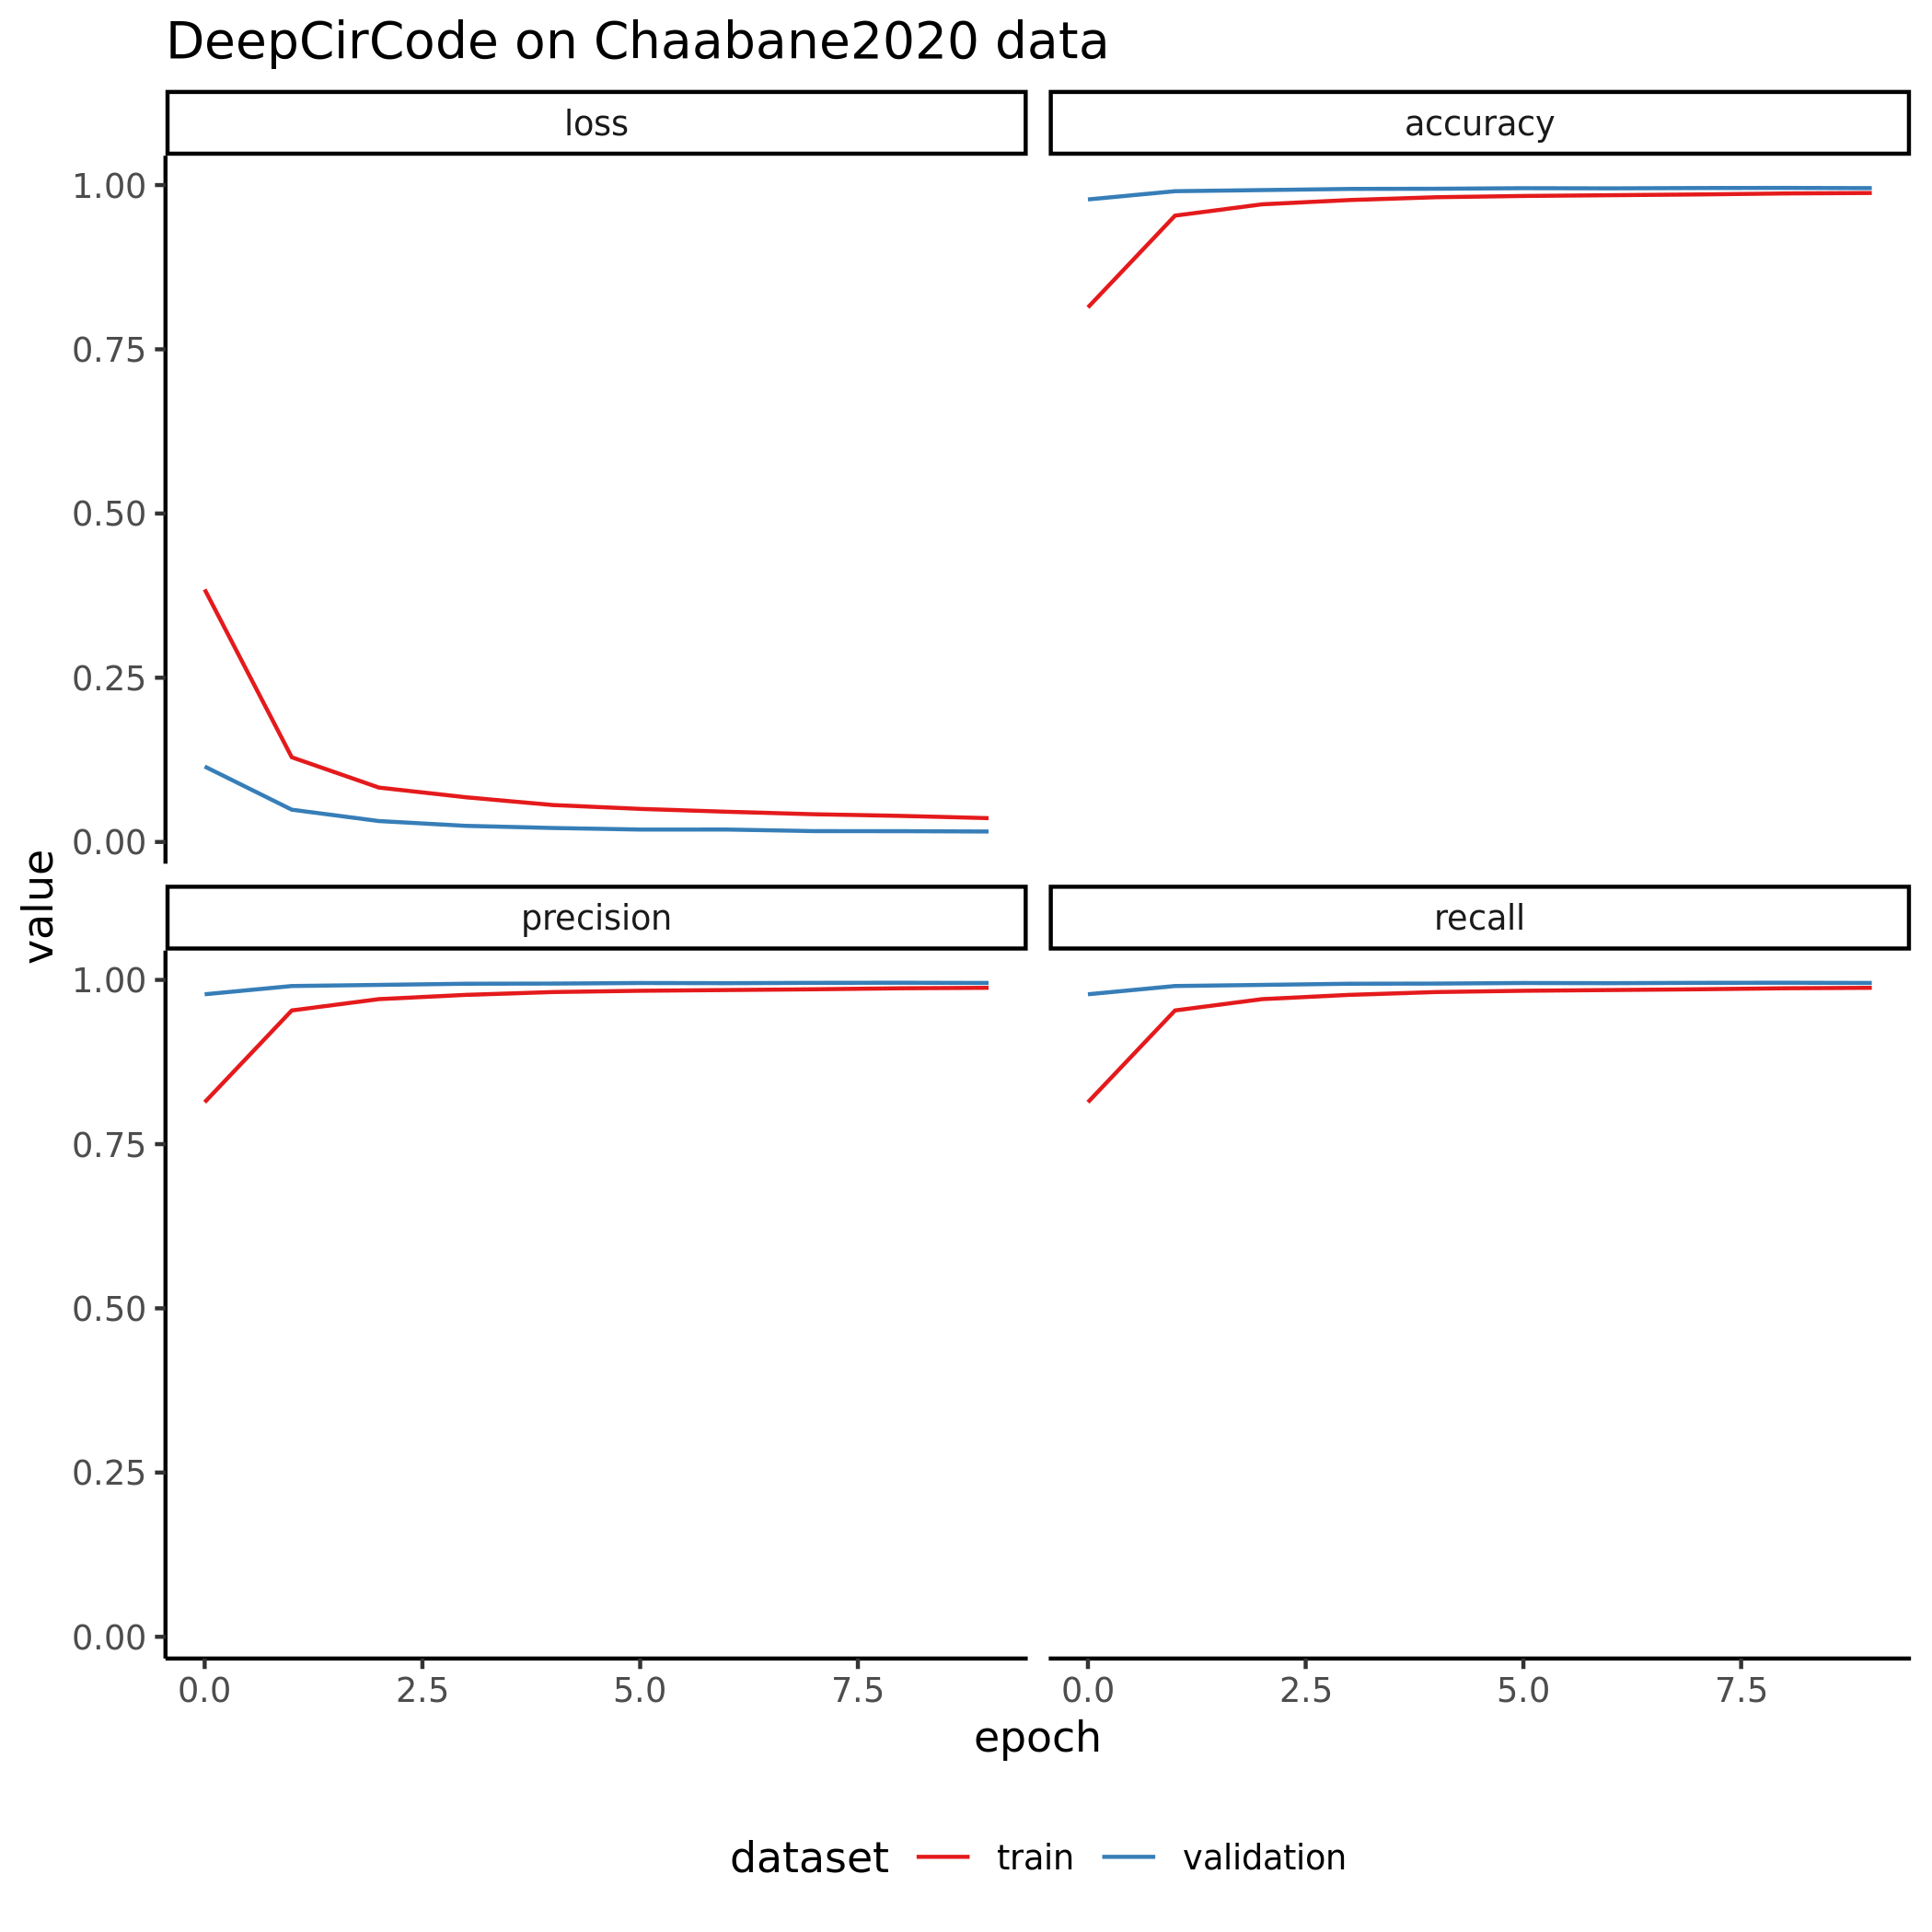 DeepCirCode on Chaabane2020 data
loss
accuracy
1.00
0.75
0.50
0.25
0.00
value
precision
recall
1.00
0.75
0.50
0.25
0.00
0.0 2.5 5.0 7.5
0.0 2.5 5.0 7.5
epoch
dataset train validation